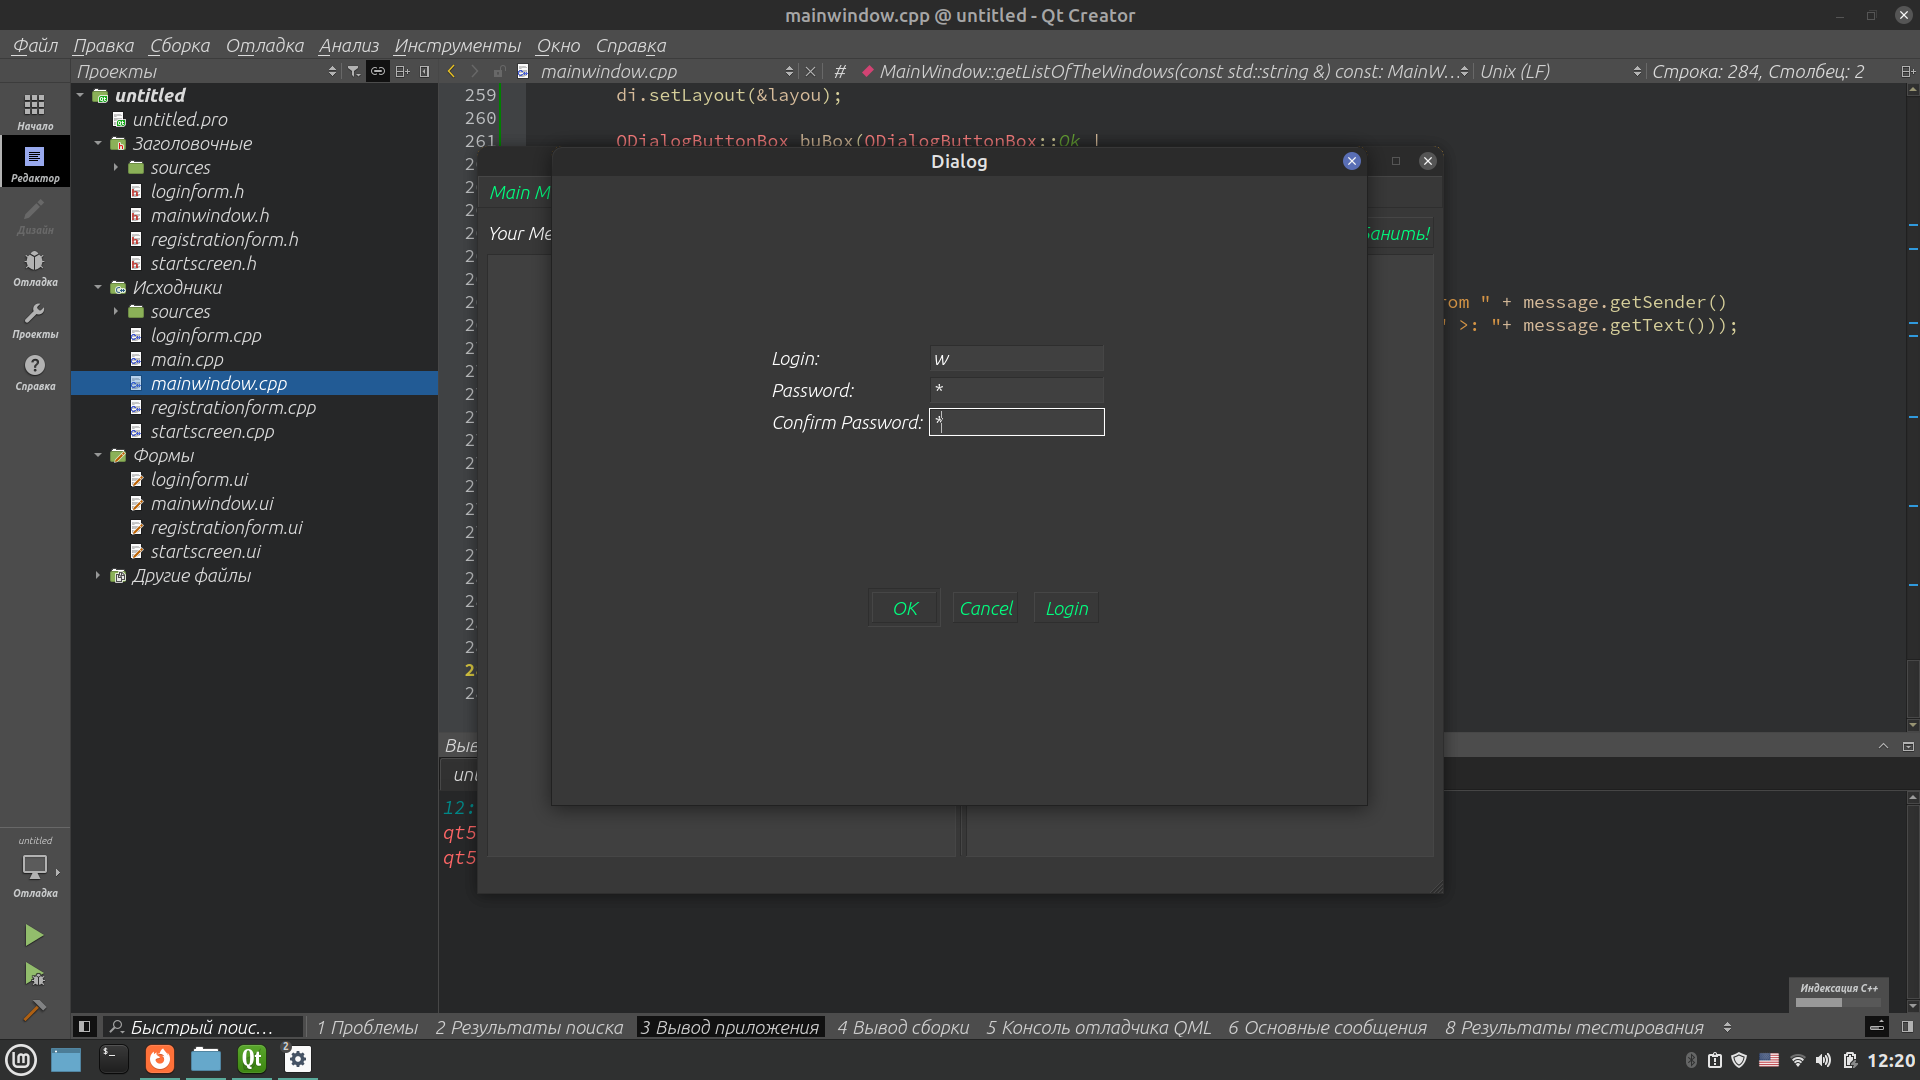 mainwindow.cpp @ untitled - Qt Creator
Файл Правка Сборка Отладка Анализ Инструменты Окно Справка
Проекты
mainwindow.cpp
# MainWindow::getListOfTheWindows(const std::string &) const: MainW...
Unix (LF)
Строка: 284, Столбец: 2
Начало
Редактор
Дизайн
Отладка
Проекты
Справка
untitled
untitled.pro
Заголовочные
sources
loginform.h
mainwindow.h
registrationform.h
startscreen.h
Исходники
sources
loginform.cpp
main.cpp
mainwindow.cpp
registrationform.cpp
startscreen.cpp
Формы
loginform.ui
mainwindow.ui
registrationform.ui
startscreen.ui
Другие файлы
259 di.setLayout(&layou);
260
261 QDialogButtonBox buBox(QDialogButtonBox::Ok |
om " + message.getSender()
" >: "+ message.getText()));
Main M
Your Me
Банить!
Dialog
Login: w
Password: *
Confirm Password: *
OK Cancel Login
Выв
unt
12:
qt5
qt5
untitled
Отладка
Индексация C++
Быстрый поис...
1 Проблемы 2 Результаты поиска 3 Вывод приложения 4 Вывод сборки 5 Консоль отладчика QML 6 Основные сообщения 8 Результаты тестирования
Qt
2
12:20